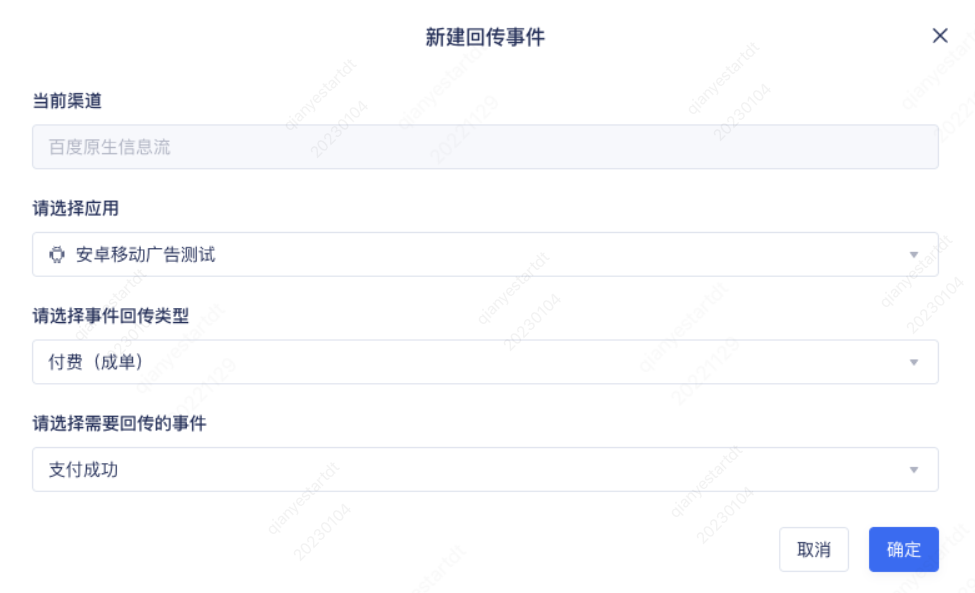 新建回传事件
当前渠道
百度原生信息流
请选择应用
安卓移动广告测试
请选择事件回传类型
付费（成单）
请选择需要回传的事件
支付成功
取消 确定
qianyestartdt
20230104
qianyestartdt
20221129
qianyestartdt
20230104
qianyestartdt
20230104
qianyestartdt
20221129
qianyestartdt
20230104
qianyestartdt
20230104